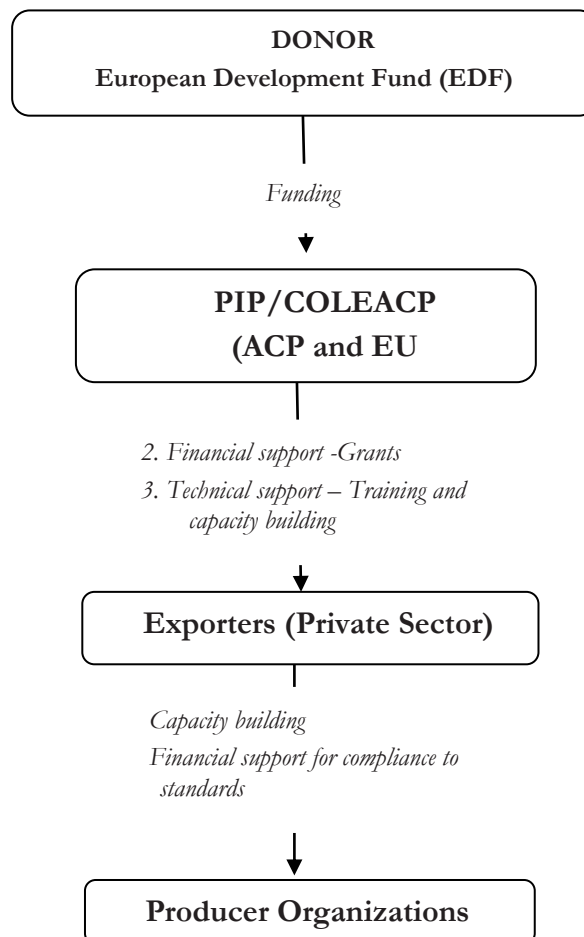 DONOR
European Development Fund (EDF)
Funding
PIP/COLEACP
(ACP and EU
2. Financial support -Grants
3. Technical support – Training and
capacity building
Exporters (Private Sector)
Capacity building
Financial support for compliance to
standards
Producer Organizations